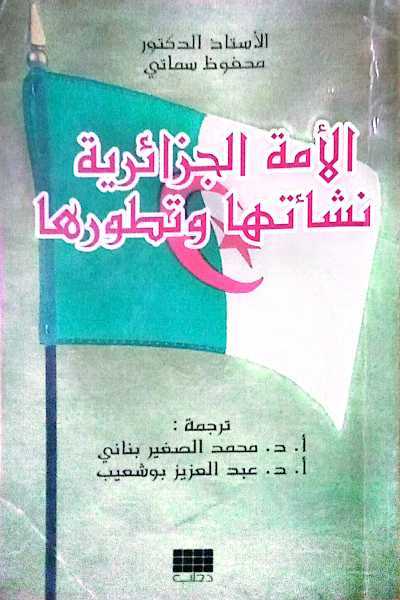 الأستاذ الدكتور
محفوظ سماتي
الأمة الجزائرية
نشأتها وتطورها
ترجمة :
أ. د. محمد الصغير بناني
أ. د. عبد العزيز بوشعيب
دحلب